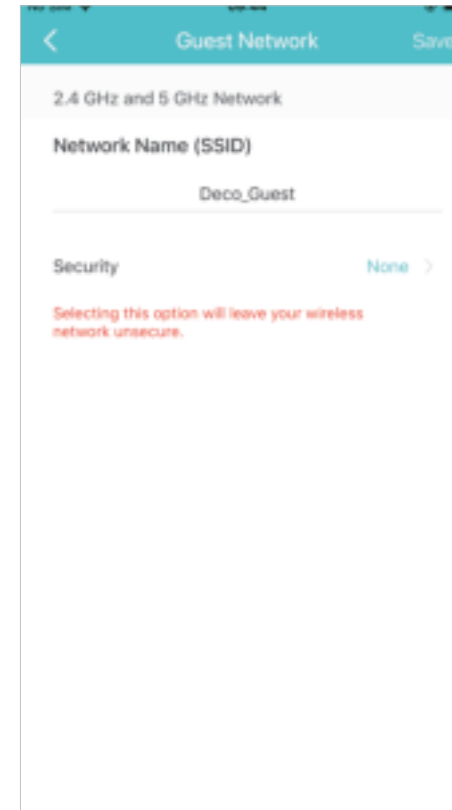 Guest Network Save
2.4 GHz and 5 GHz Network
Network Name (SSID)
Deco_Guest
Security None
Selecting this option will leave your wireless
network unsecure.